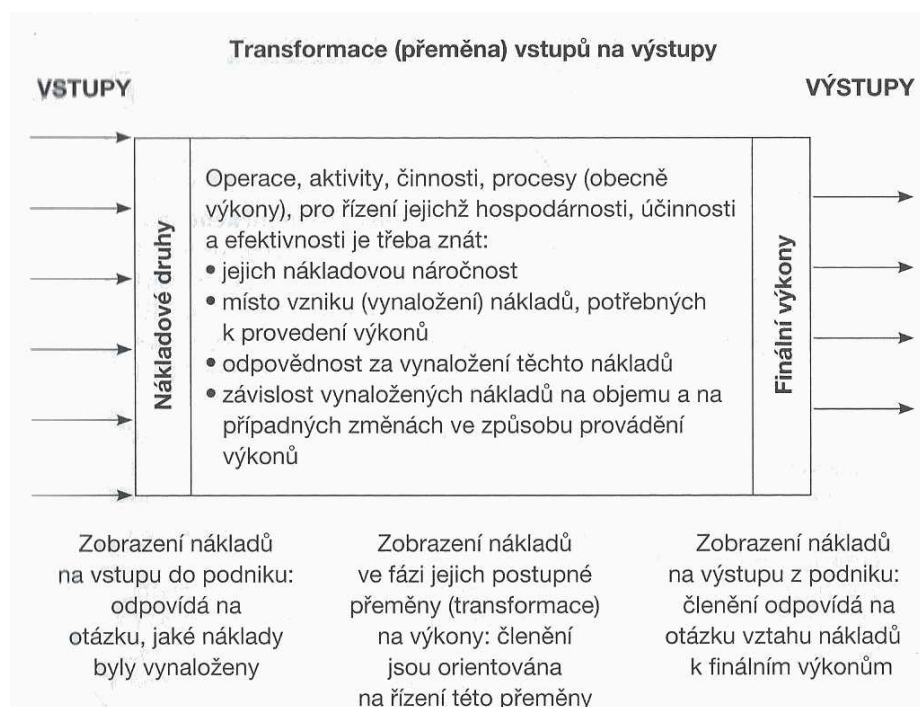 Transformace (přeměna) vstupů na výstupy
VSTUPY
VÝSTUPY
Nákladové druhy
Operace, aktivity, činnosti, procesy (obecně
výkony), pro řízení jejichž hospodárnosti, účinnosti
a efektivnosti je třeba znát:
• jejich nákladovou náročnost
• místo vzniku (vynaložení) nákladů, potřebných
k provedení výkonů
• odpovědnost za vynaložení těchto nákladů
• závislost vynaložených nákladů na objemu a na
případných změnách ve způsobu provádění
výkonů
Finální výkony
Zobrazení nákladů
na vstupu do podniku:
odpovídá na
otázku, jaké náklady
byly vynaloženy
Zobrazení nákladů
ve fázi jejich postupné
přeměny (transformace)
na výkony: členění
jsou orientována
na řízení této přeměny
Zobrazení nákladů
na výstupu z podniku:
členění odpovídá na
otázku vztahu nákladů
k finálním výkonům